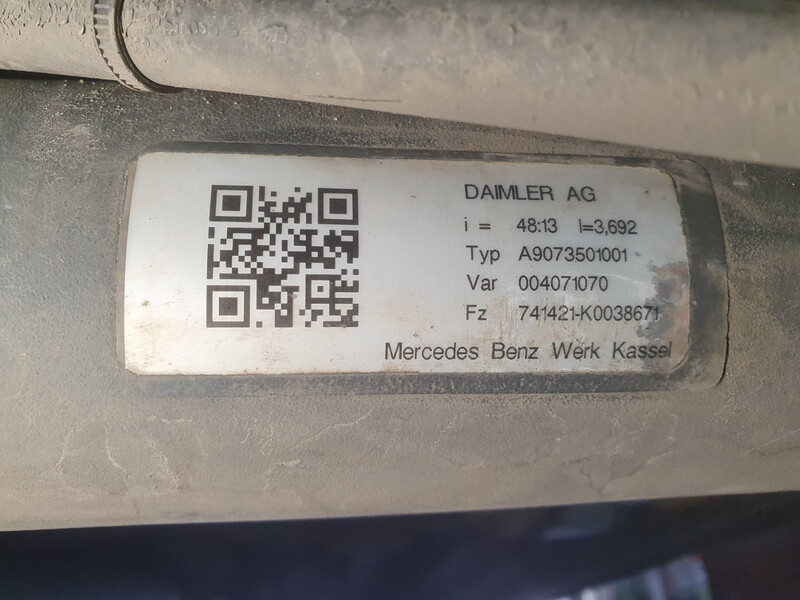 DAIMLER AG
i = 48:13 I=3,692
Typ A9073501001
Var 004071070
Fz 741421-K0038671
Mercedes Benz Werk Kassel